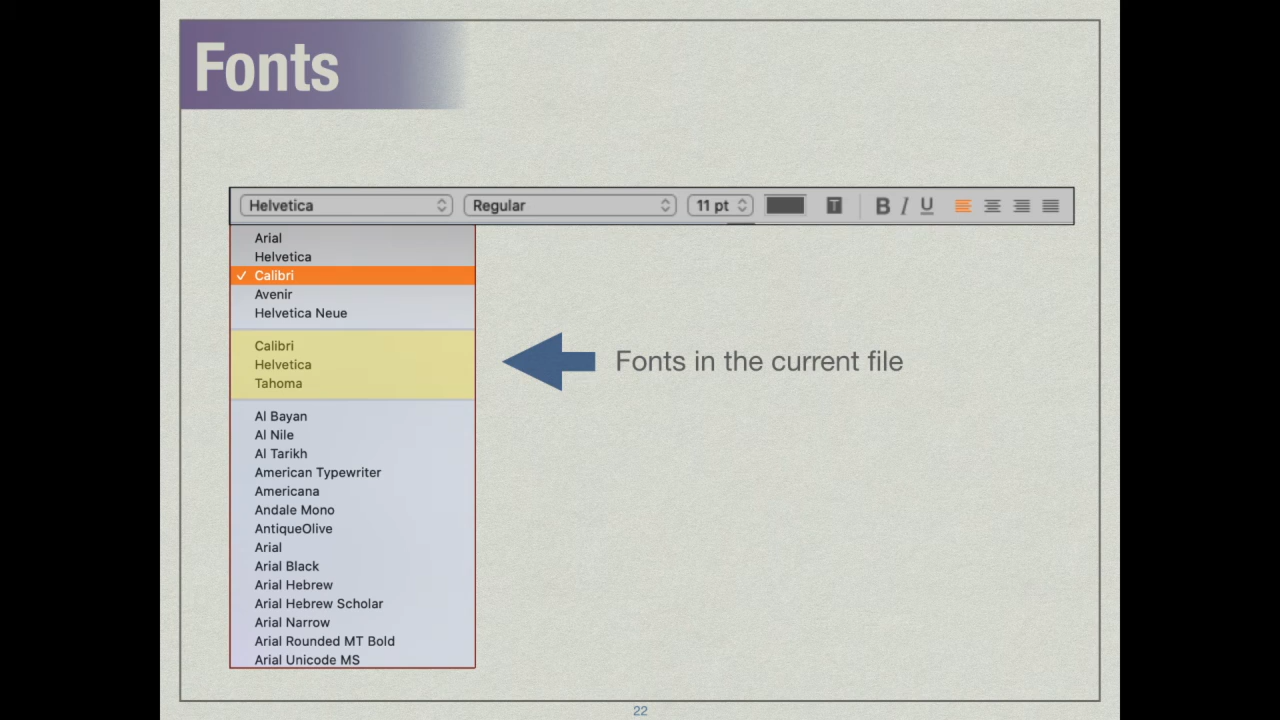 Fonts
Helvetica Regular 11 pt T B I U
Arial
Helvetica
✓ Calibri
Avenir
Helvetica Neue
Calibri
Helvetica
Tahoma
Fonts in the current file
Al Bayan
Al Nile
Al Tarikh
American Typewriter
Americana
Andale Mono
AntiqueOlive
Arial
Arial Black
Arial Hebrew
Arial Hebrew Scholar
Arial Narrow
Arial Rounded MT Bold
Arial Unicode MS
22